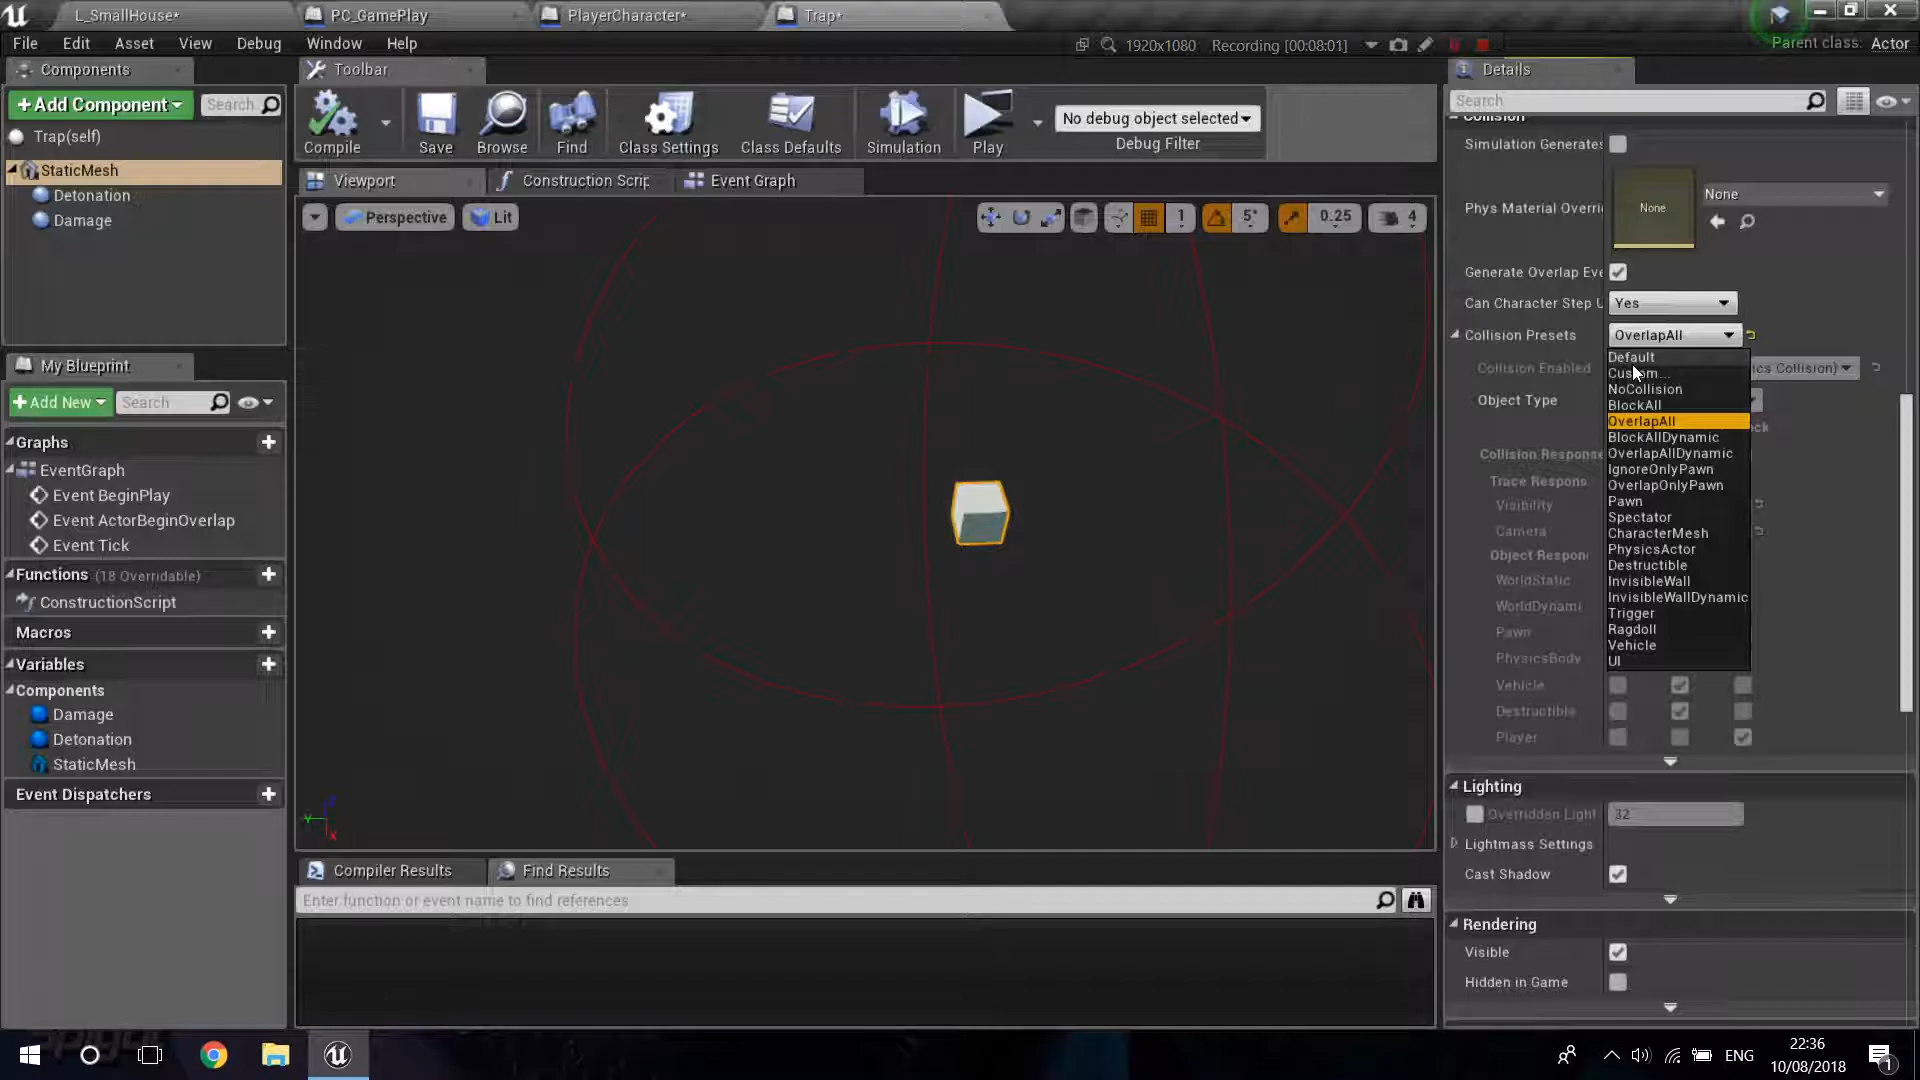 L_SmallHouse*
PC_GamePlay
PlayerCharacter*
Trap*
File Edit Asset View Debug Window Help
1920x1080 Recording [00:08:01]
Parent class: Actor
Components
Toolbar
Details
+Add Component
Search
Search
Trap(self)
StaticMesh
Detonation
Damage
Compile
Save
Browse
Find
Class Settings
Class Defaults
Simulation
Play
No debug object selected
Debug Filter
Viewport
Construction Scrip
Event Graph
Perspective
Lit
1
5°
0.25
4
Collision
Simulation Generates
Phys Material Overri
None
None
Generate Overlap Eve
Can Character Step U
Yes
Collision Presets
OverlapAll
Collision Enabled
ics Collision)
Object Type
ck
Collision Response
Trace Respons
Visibility
Camera
Object Respon
WorldStatic
WorldDynami
Pawn
PhysicsBody
Vehicle
Destructible
Player
Default
Custom...
NoCollision
BlockAll
OverlapAll
BlockAllDynamic
OverlapAllDynamic
IgnoreOnlyPawn
OverlapOnlyPawn
Pawn
Spectator
CharacterMesh
PhysicsActor
Destructible
InvisibleWall
InvisibleWallDynamic
Trigger
Ragdoll
Vehicle
UI
Lighting
Overridden Light
32
Lightmass Settings
Cast Shadow
Rendering
Visible
Hidden in Game
My Blueprint
+Add New
Search
Graphs
EventGraph
Event BeginPlay
Event ActorBeginOverlap
Event Tick
Functions (18 Overridable)
ConstructionScript
Macros
Variables
Components
Damage
Detonation
StaticMesh
Event Dispatchers
Z
Y
X
Compiler Results
Find Results
Enter function or event name to find references
ENG
22:36
10/08/2018
1